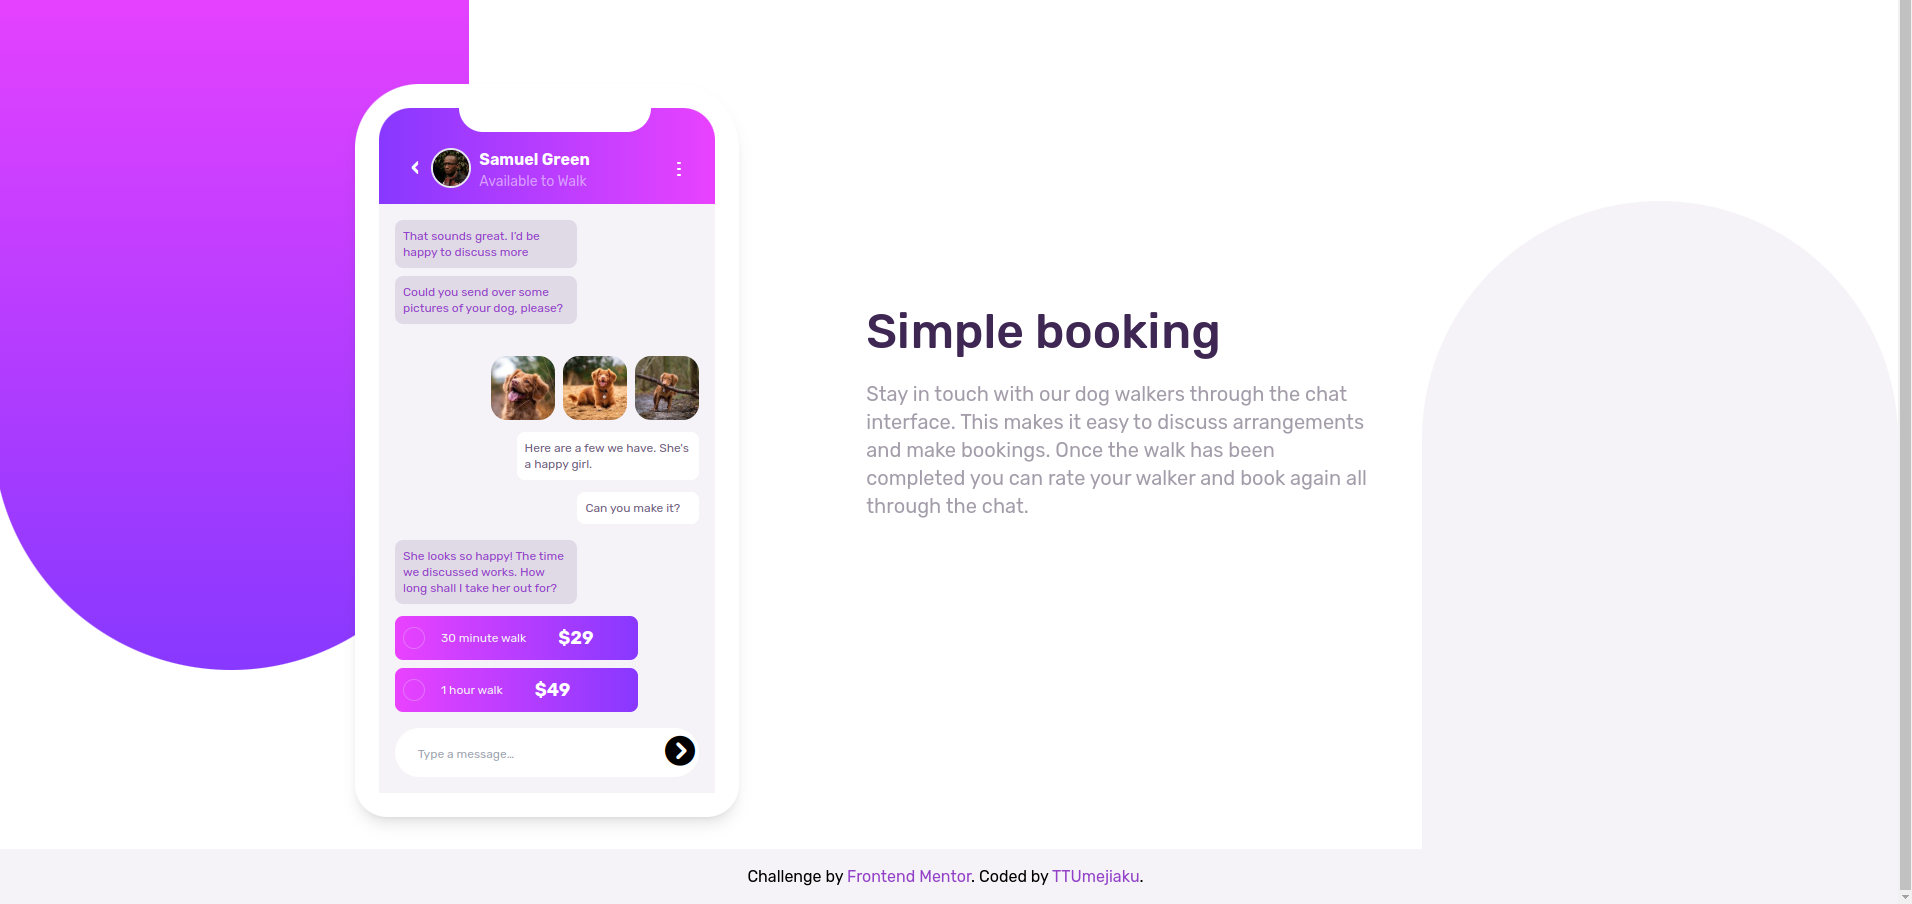 Samuel Green
Available to Walk
That sounds great. I'd be
happy to discuss more
Could you send over some
pictures of your dog, please?
Here are a few we have. She's
a happy girl.
Can you make it?
She looks so happy! The time
we discussed works. How
long shall I take her out for?
30 minute walk $29
1 hour walk $49
Type a message…
Simple booking
Stay in touch with our dog walkers through the chat
interface. This makes it easy to discuss arrangements
and make bookings. Once the walk has been
completed you can rate your walker and book again all
through the chat.
Challenge by Frontend Mentor. Coded by TTUmejiaku.